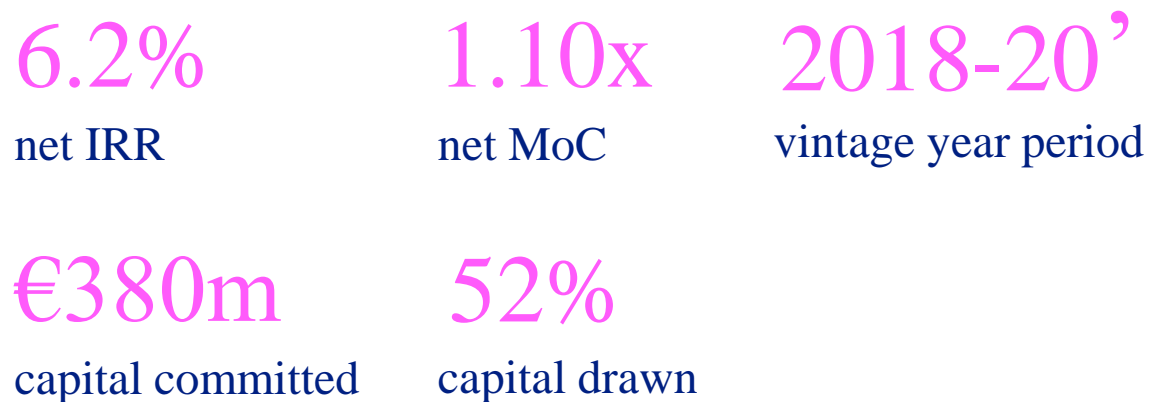 6.2% 1.10x 2018-20’
net IRR net MoC vintage year period
€380m 52%
capital committed capital drawn